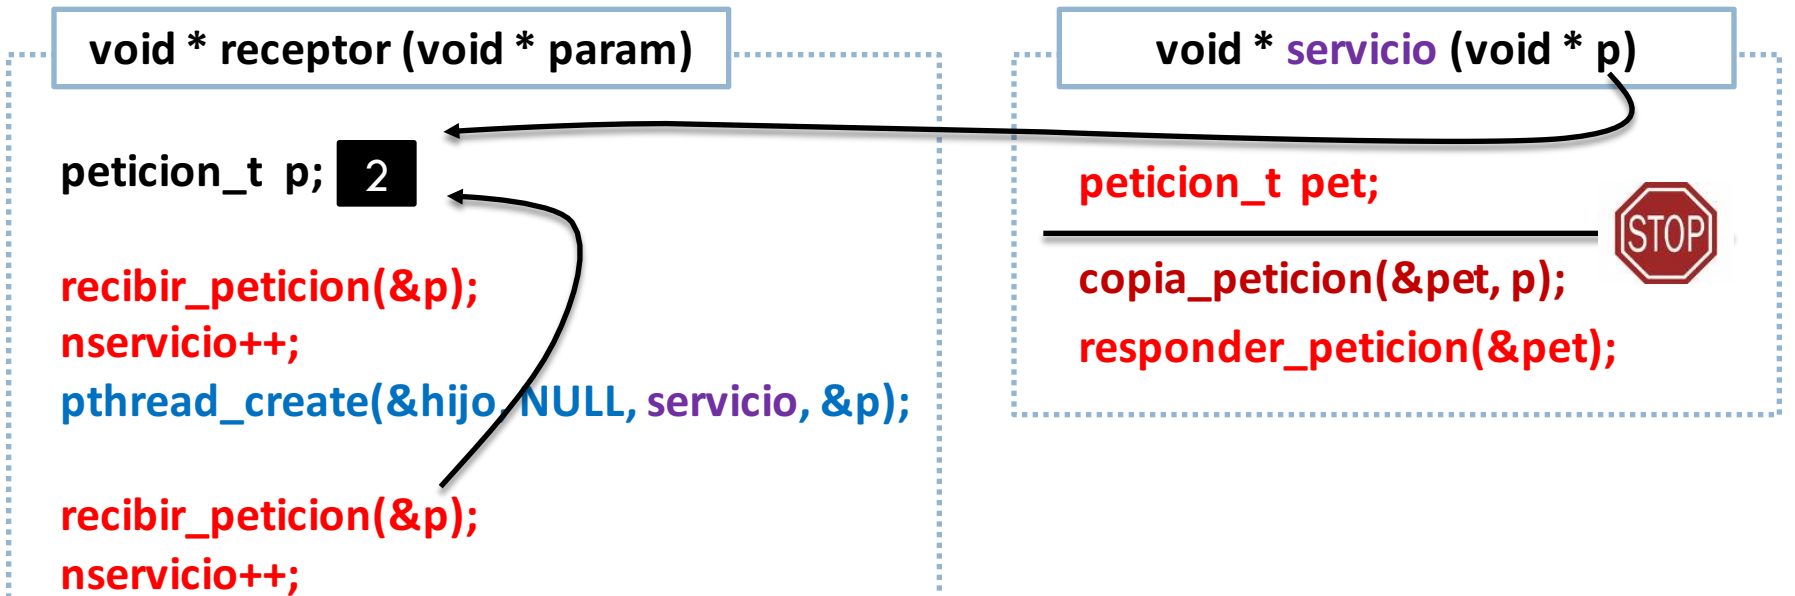 void * receptor (void * param)
peticion_t p; 2
recibir_peticion(&p);
nservicio++;
pthread_create(&hijo, NULL, servicio, &p);
recibir_peticion(&p);
nservicio++;
void * servicio (void * p)
peticion_t pet;
STOP
copia_peticion(&pet, p);
responder_peticion(&pet);